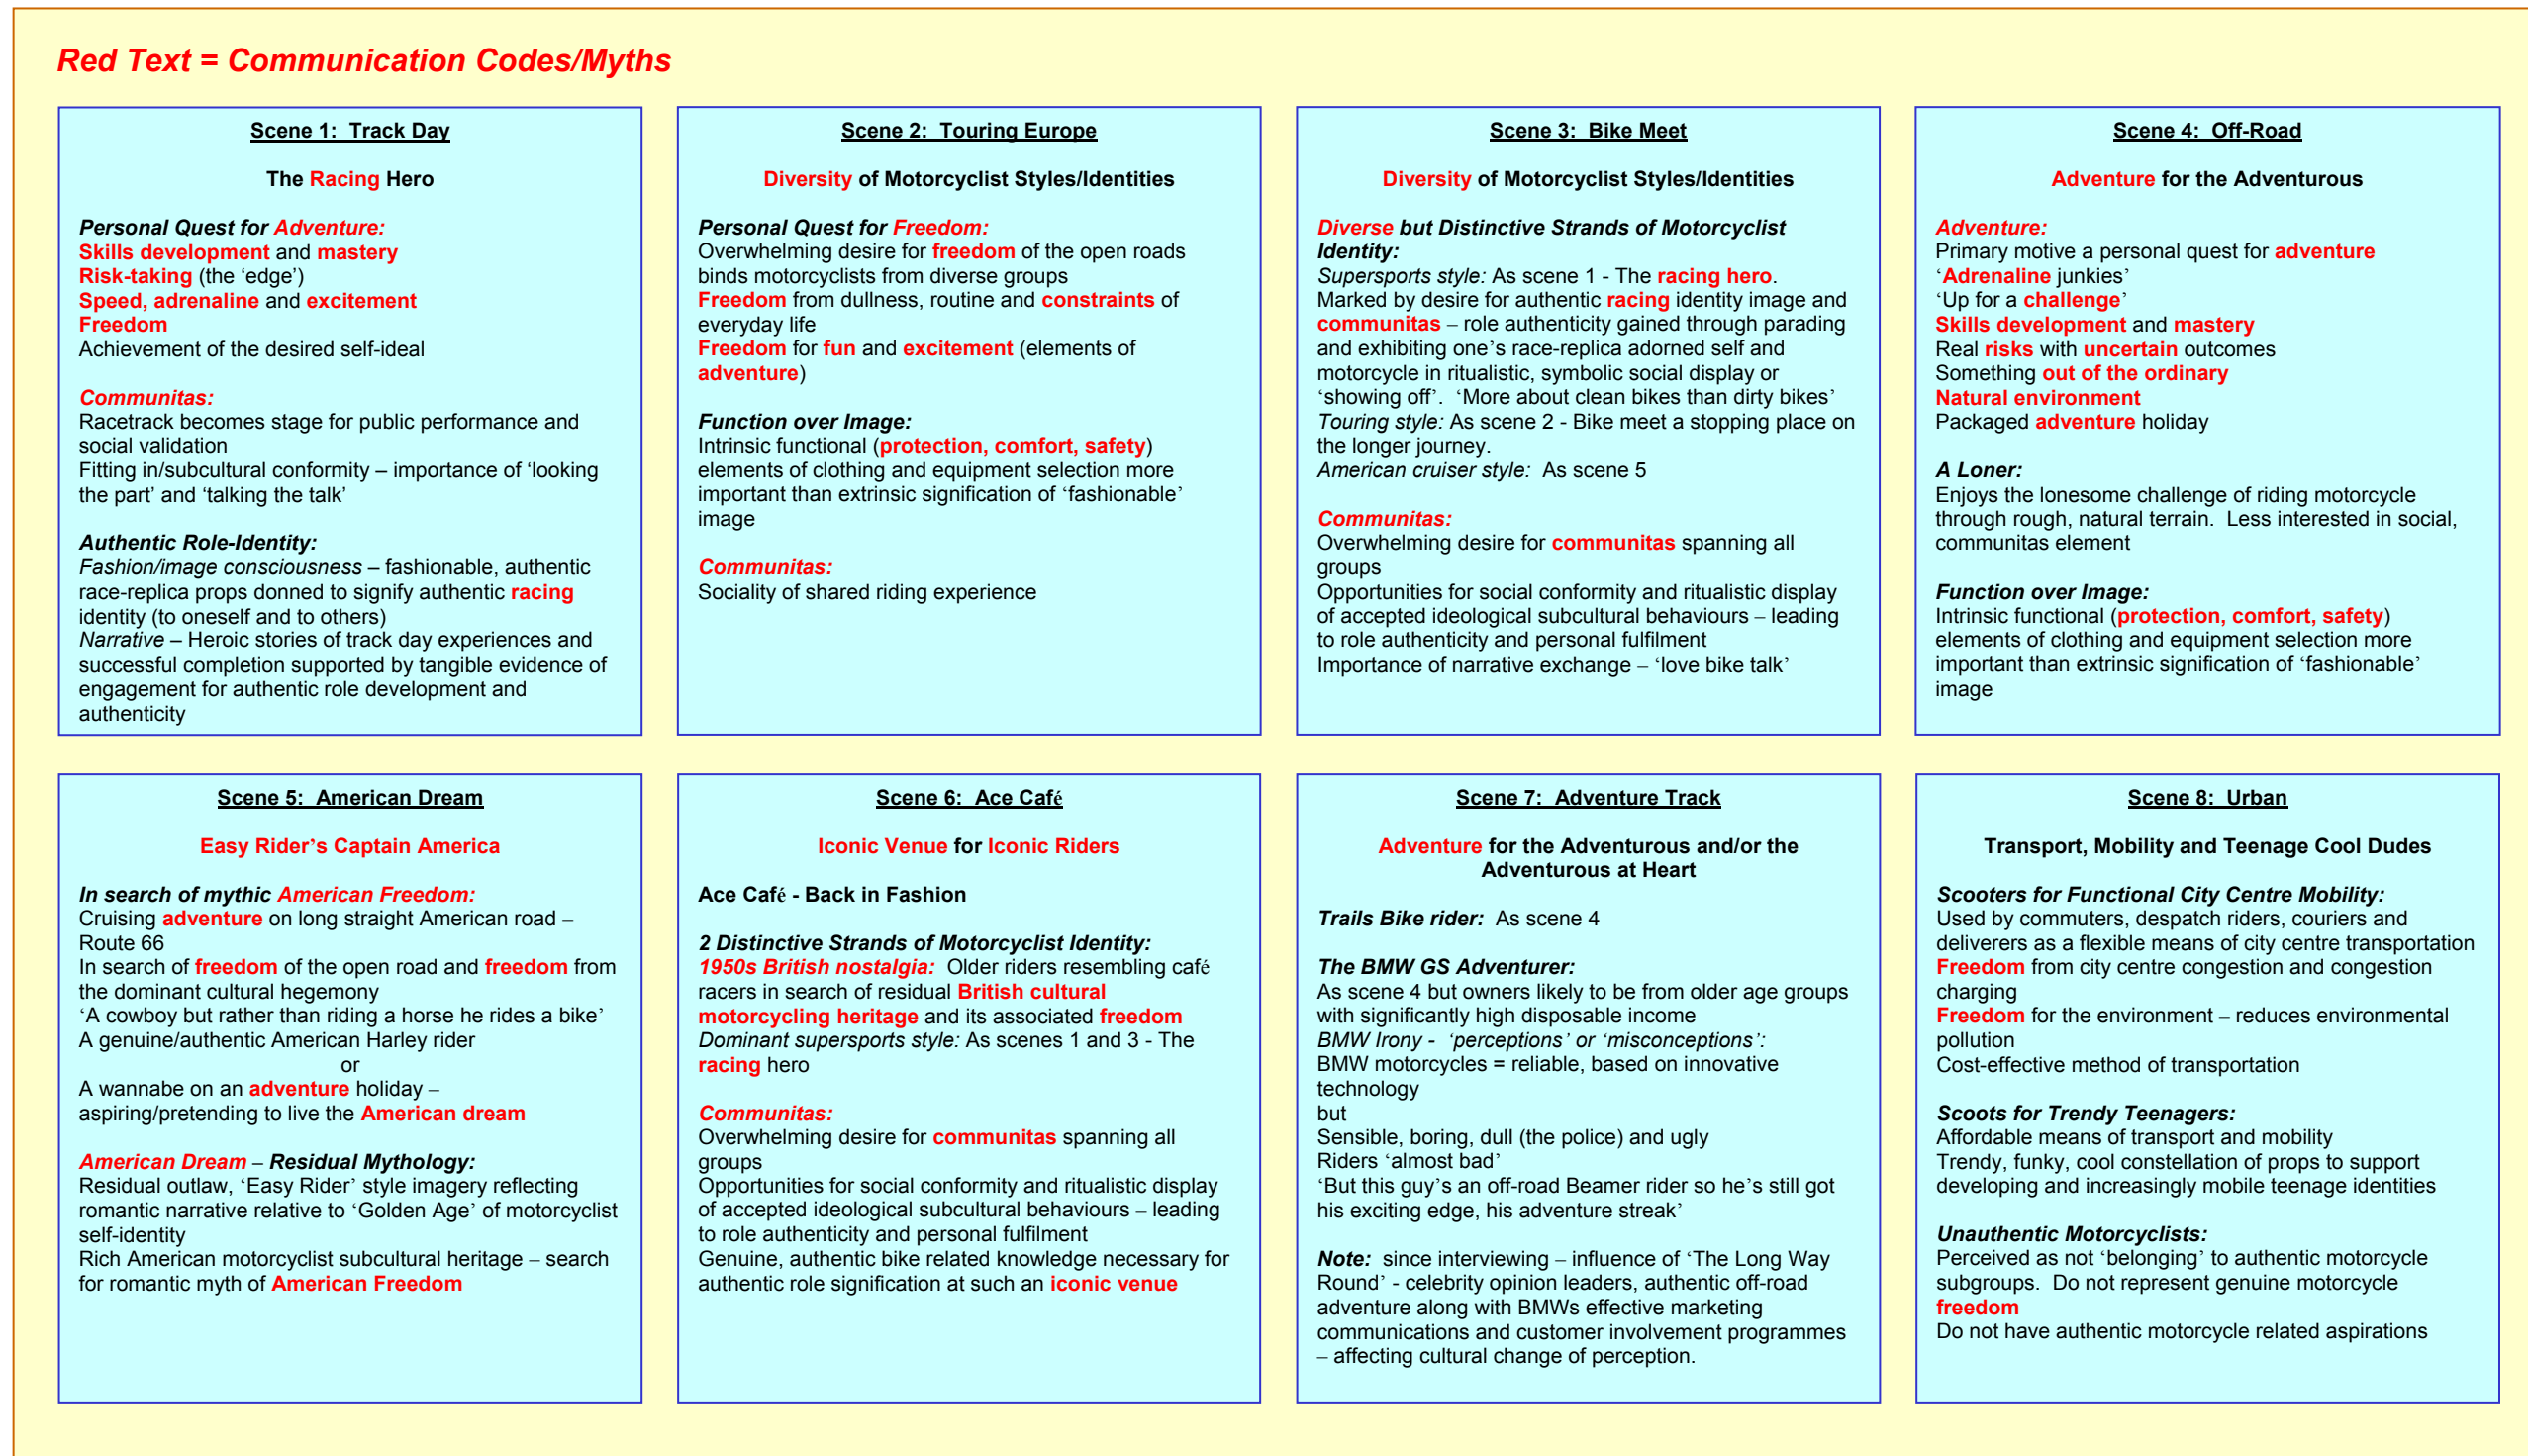 Red Text = Communication Codes/Myths
Scene 1: Track Day
The Racing Hero
Personal Quest for Adventure:
Skills development and mastery
Risk-taking (the ‘edge’)
Speed, adrenaline and excitement
Freedom
Achievement of the desired self-ideal
Communitas:
Racetrack becomes stage for public performance and
social validation
Fitting in/subcultural conformity – importance of ‘looking
the part’ and ‘talking the talk’
Authentic Role-Identity:
Fashion/image consciousness – fashionable, authentic
race-replica props donned to signify authentic racing
identity (to oneself and to others)
Narrative – Heroic stories of track day experiences and
successful completion supported by tangible evidence of
engagement for authentic role development and
authenticity
Scene 2: Touring Europe
Diversity of Motorcyclist Styles/Identities
Personal Quest for Freedom:
Overwhelming desire for freedom of the open roads
binds motorcyclists from diverse groups
Freedom from dullness, routine and constraints of
everyday life
Freedom for fun and excitement (elements of
adventure)
Function over Image:
Intrinsic functional (protection, comfort, safety)
elements of clothing and equipment selection more
important than extrinsic signification of ‘fashionable’
image
Communitas:
Sociality of shared riding experience
Scene 3: Bike Meet
Diversity of Motorcyclist Styles/Identities
Diverse but Distinctive Strands of Motorcyclist
Identity:
Supersports style: As scene 1 - The racing hero.
Marked by desire for authentic racing identity image and
communitas – role authenticity gained through parading
and exhibiting one’s race-replica adorned self and
motorcycle in ritualistic, symbolic social display or
‘showing off’. ‘More about clean bikes than dirty bikes’
Touring style: As scene 2 - Bike meet a stopping place on
the longer journey.
American cruiser style: As scene 5
Communitas:
Overwhelming desire for communitas spanning all
groups
Opportunities for social conformity and ritualistic display
of accepted ideological subcultural behaviours – leading
to role authenticity and personal fulfilment
Importance of narrative exchange – ‘love bike talk’
Scene 4: Off-Road
Adventure for the Adventurous
Adventure:
Primary motive a personal quest for adventure
‘Adrenaline junkies’
‘Up for a challenge’
Skills development and mastery
Real risks with uncertain outcomes
Something out of the ordinary
Natural environment
Packaged adventure holiday
A Loner:
Enjoys the lonesome challenge of riding motorcycle
through rough, natural terrain. Less interested in social,
communitas element
Function over Image:
Intrinsic functional (protection, comfort, safety)
elements of clothing and equipment selection more
important than extrinsic signification of ‘fashionable’
image
Scene 5: American Dream
Easy Rider’s Captain America
In search of mythic American Freedom:
Cruising adventure on long straight American road –
Route 66
In search of freedom of the open road and freedom from
the dominant cultural hegemony
‘A cowboy but rather than riding a horse he rides a bike’
A genuine/authentic American Harley rider
or
A wannabe on an adventure holiday –
aspiring/pretending to live the American dream
American Dream – Residual Mythology:
Residual outlaw, ‘Easy Rider’ style imagery reflecting
romantic narrative relative to ‘Golden Age’ of motorcyclist
self-identity
Rich American motorcyclist subcultural heritage – search
for romantic myth of American Freedom
Scene 6: Ace Café
Iconic Venue for Iconic Riders
Ace Café - Back in Fashion
2 Distinctive Strands of Motorcyclist Identity:
1950s British nostalgia: Older riders resembling café
racers in search of residual British cultural
motorcycling heritage and its associated freedom
Dominant supersports style: As scenes 1 and 3 - The
racing hero
Communitas:
Overwhelming desire for communitas spanning all
groups
Opportunities for social conformity and ritualistic display
of accepted ideological subcultural behaviours – leading
to role authenticity and personal fulfilment
Genuine, authentic bike related knowledge necessary for
authentic role signification at such an iconic venue
Scene 7: Adventure Track
Adventure for the Adventurous and/or the
Adventurous at Heart
Trails Bike rider: As scene 4
The BMW GS Adventurer:
As scene 4 but owners likely to be from older age groups
with significantly high disposable income
BMW Irony - ‘perceptions’ or ‘misconceptions’:
BMW motorcycles = reliable, based on innovative
technology
but
Sensible, boring, dull (the police) and ugly
Riders ‘almost bad’
‘But this guy’s an off-road Beamer rider so he’s still got
his exciting edge, his adventure streak’
Note: since interviewing – influence of ‘The Long Way
Round’ - celebrity opinion leaders, authentic off-road
adventure along with BMWs effective marketing
communications and customer involvement programmes
– affecting cultural change of perception.
Scene 8: Urban
Transport, Mobility and Teenage Cool Dudes
Scooters for Functional City Centre Mobility:
Used by commuters, despatch riders, couriers and
deliverers as a flexible means of city centre transportation
Freedom from city centre congestion and congestion
charging
Freedom for the environment – reduces environmental
pollution
Cost-effective method of transportation
Scoots for Trendy Teenagers:
Affordable means of transport and mobility
Trendy, funky, cool constellation of props to support
developing and increasingly mobile teenage identities
Unauthentic Motorcyclists:
Perceived as not ‘belonging’ to authentic motorcycle
subgroups. Do not represent genuine motorcycle
freedom
Do not have authentic motorcycle related aspirations